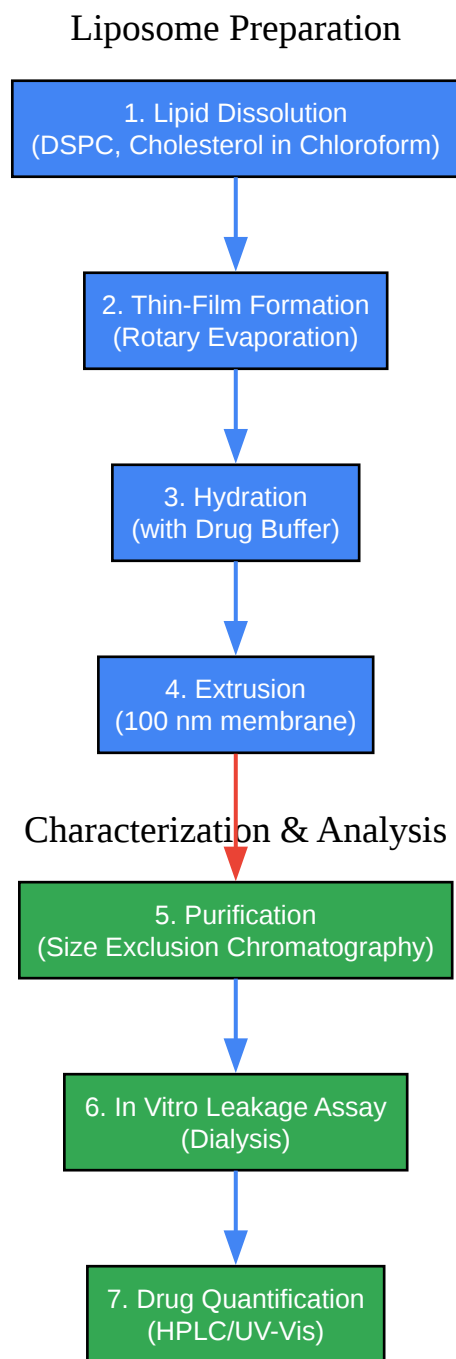 Liposome Preparation
1. Lipid Dissolution
(DSPC, Cholesterol in Chloroform)
2. Thin-Film Formation
(Rotary Evaporation)
3. Hydration
(with Drug Buffer)
4. Extrusion
(100 nm membrane)
Characterization & Analysis
5. Purification
(Size Exclusion Chromatography)
6. In Vitro Leakage Assay
(Dialysis)
7. Drug Quantification
(HPLC/UV-Vis)